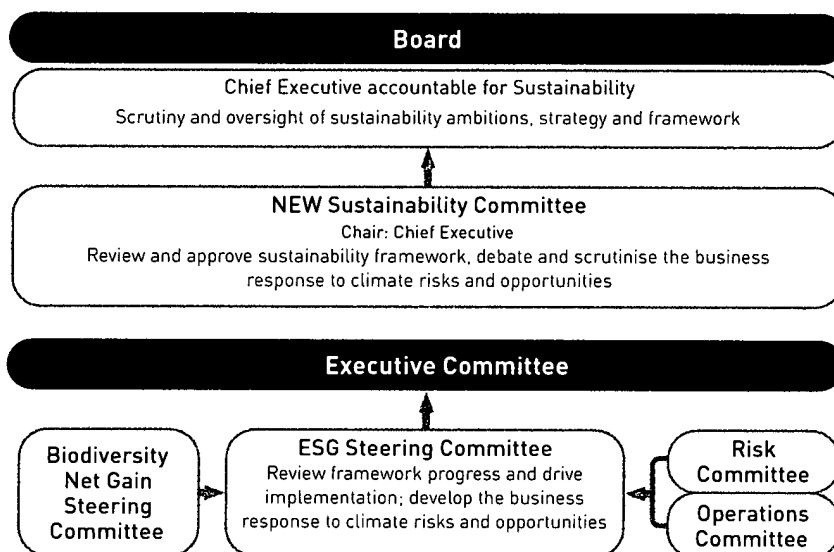 Board
Chief Executive accountable for Sustainability
Scrutiny and oversight of sustainability ambitions, strategy and framework
NEW Sustainability Committee
Chair: Chief Executive
Review and approve sustainability framework, debate and scrutinise the business
response to climate risks and opportunities
Executive Committee
Biodiversity
Net Gain
Steering
Committee
ESG Steering Committee
Review framework progress and drive
implementation; develop the business
response to climate risks and opportunities
Risk
Committee
Operations
Committee